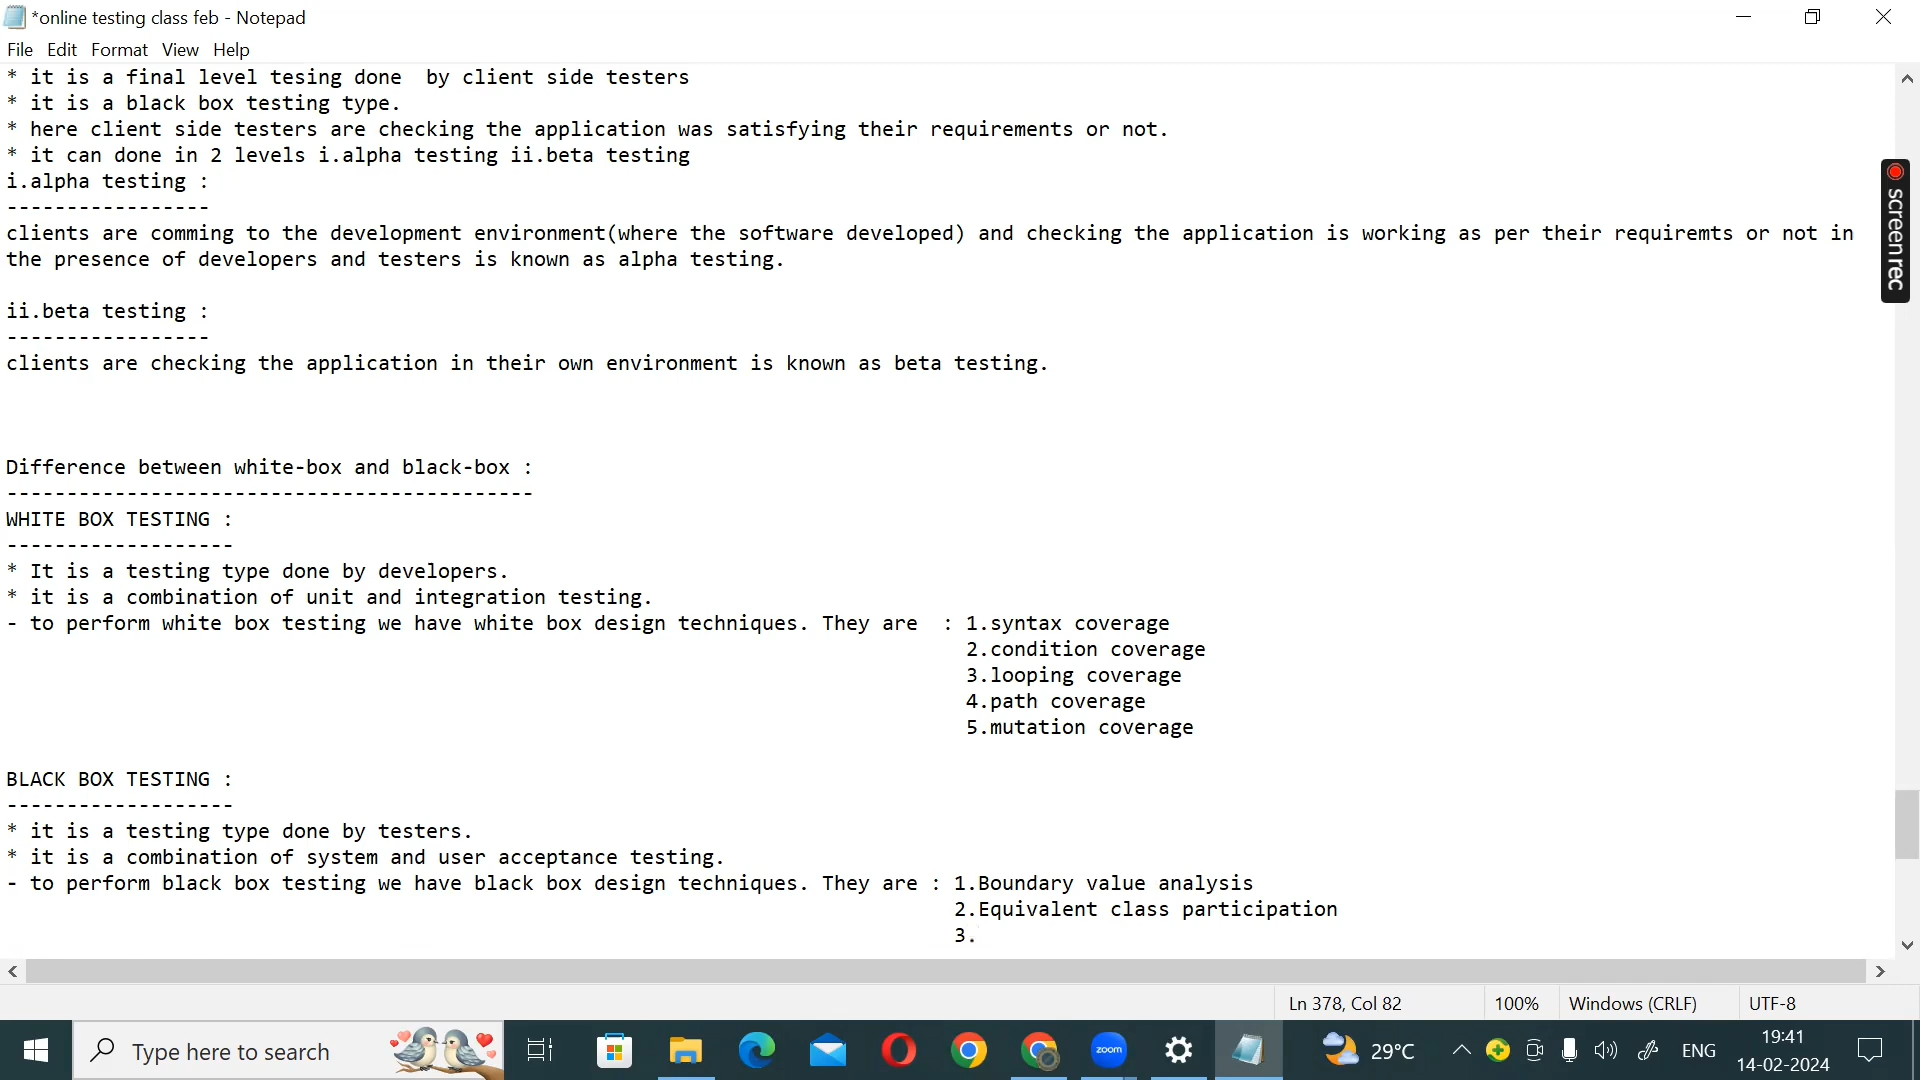 *online testing class feb - Notepad
File Edit Format View Help
* it is a final level tesing done  by client side testers
* it is a black box testing type.
* here client side testers are checking the application was satisfying their requirements or not.
* it can done in 2 levels i.alpha testing ii.beta testing
i.alpha testing :
-----------------
clients are comming to the development environment(where the software developed) and checking the application is working as per their requiremts or not in
the presence of developers and testers is known as alpha testing.
ii.beta testing :
-----------------
clients are checking the application in their own environment is known as beta testing.
Difference between white-box and black-box :
--------------------------------------------
WHITE BOX TESTING :
-------------------
* It is a testing type done by developers.
* it is a combination of unit and integration testing.
- to perform white box testing we have white box design techniques. They are  : 1.syntax coverage
2.condition coverage
3.looping coverage
4.path coverage
5.mutation coverage
BLACK BOX TESTING :
-------------------
* it is a testing type done by testers.
* it is a combination of system and user acceptance testing.
- to perform black box testing we have black box design techniques. They are : 1.Boundary value analysis
2.Equivalent class participation
3.
screenrec
Ln 378, Col 82 100% Windows (CRLF) UTF-8
Type here to search
zoom
29°C
ENG
19:41
14-02-2024